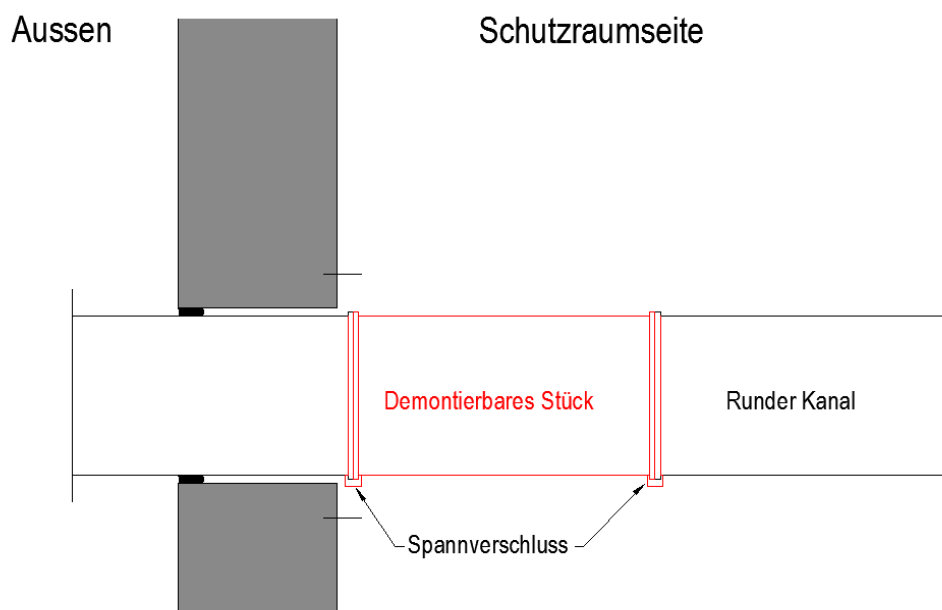 Aussen
Schutzraumseite
Demontierbares Stück
Runder Kanal
Spannverschluss